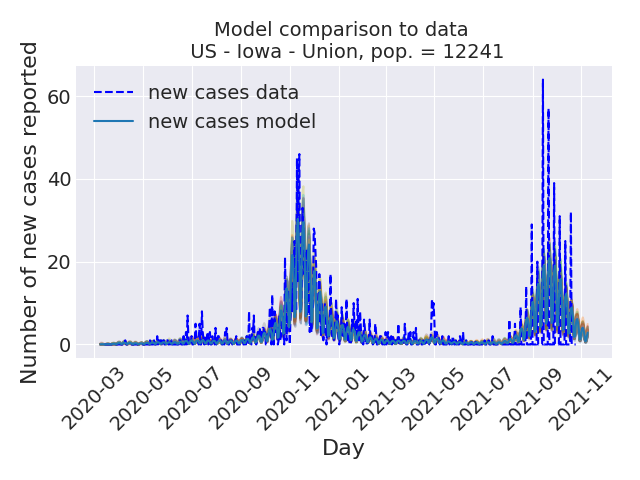 Model comparison to data
US - Iowa - Union, pop. = 12241
new cases data
new cases model
Number of new cases reported
60
40
20
0
2020-03
2020-05
2020-07
2020-09
2020-11
2021-01
2021-03
2021-05
2021-07
2021-09
2021-11
Day